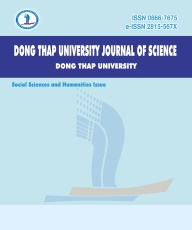 ISSN 0866-7675
e-ISSN 2815-567X
DONG THAP UNIVERSITY JOURNAL OF SCIENCE
DONG THAP UNIVERSITY
Social Sciences and Humanities Issue